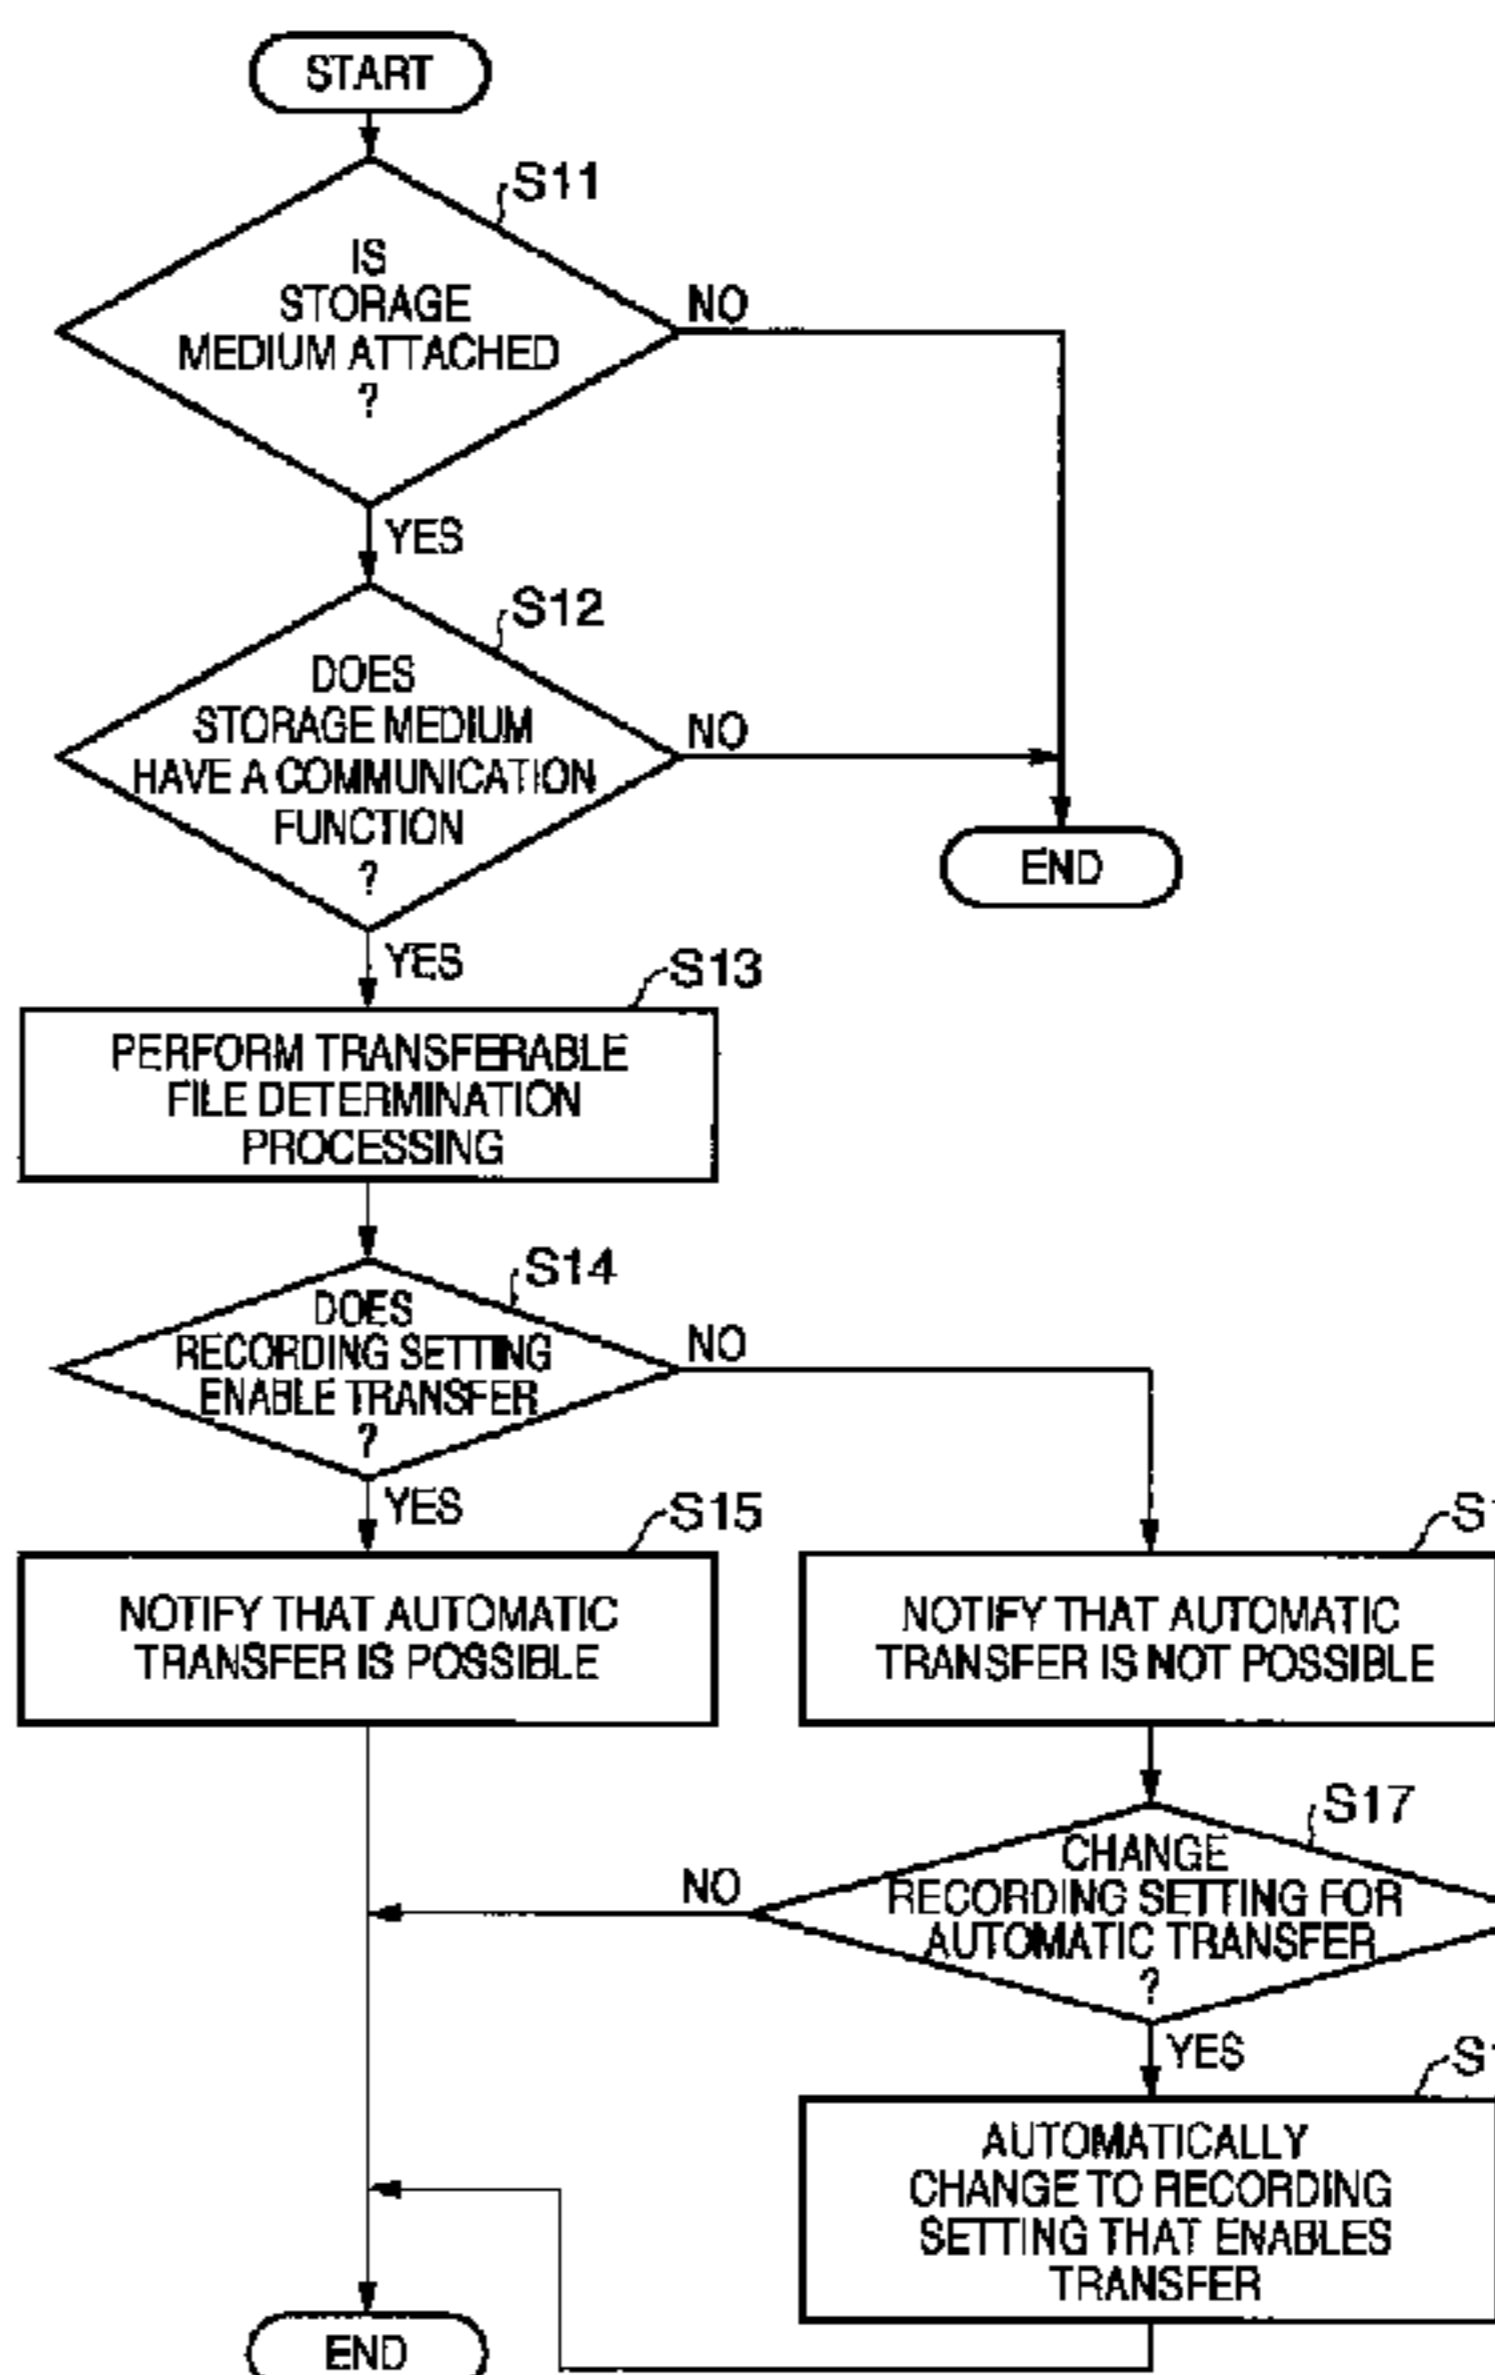 START
S11
IS
STORAGE
MEDIUM ATTACHED
?
NO
YES
S12
DOES
STORAGE MEDIUM
HAVE A COMMUNICATION
FUNCTION
?
NO
END
YES
S13
PERFORM TRANSFERABLE
FILE DETERMINATION
PROCESSING
S14
DOES
RECORDING SETTING
ENABLE TRANSFER
?
NO
YES
S15
NOTIFY THAT AUTOMATIC
TRANSFER IS POSSIBLE
NOTIFY THAT AUTOMATIC
TRANSFER IS NOT POSSIBLE
S17
CHANGE
RECORDING SETTING FOR
AUTOMATIC TRANSFER
?
NO
YES
AUTOMATICALLY
CHANGE TO RECORDING
SETTING THAT ENABLES
TRANSFER
END